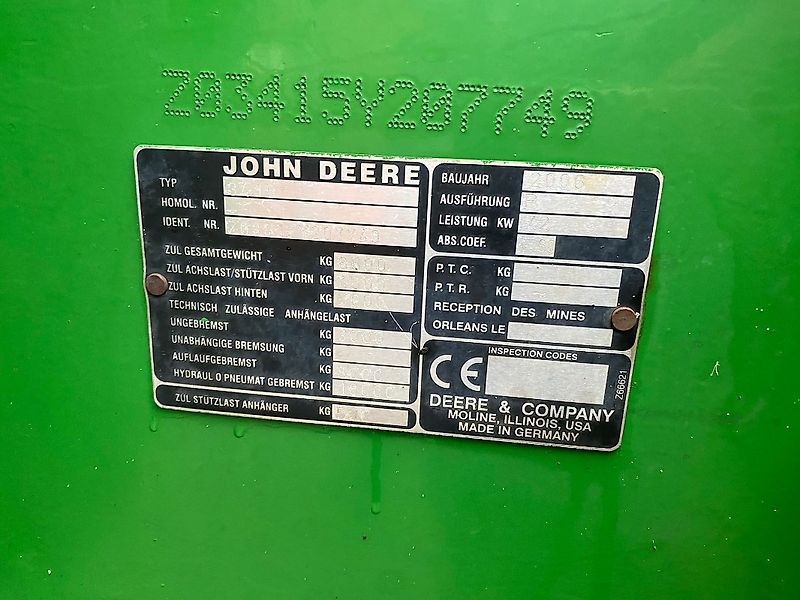 Z03415Y207749
JOHN DEERE
TYP
HOMOL. NR.
IDENT. NR.
ZUL GESAMTGEWICHT KG
ZUL ACHSLAST/STÜTZLAST VORN KG
ZUL ACHSLAST HINTEN KG
TECHNISCH ZULÄSSIGE ANHÄNGELAST
UNGEBREMST KG
UNABHÄNGIGE BREMSUNG KG
AUFLAUFGEBREMST KG
HYDRAUL O PNEUMAT GEBREMST KG
ZUL STÜTZLAST ANHÄNGER KG
BAUJAHR
AUSFÜHRUNG
LEISTUNG KW
ABS.COEF.
P.T.C. KG
P.T.R. KG
RECEPTION DES MINES
ORLEANS LE
INSPECTION CODES
CE
DEERE & COMPANY
MOLINE, ILLINOIS, USA
MADE IN GERMANY
Z66621